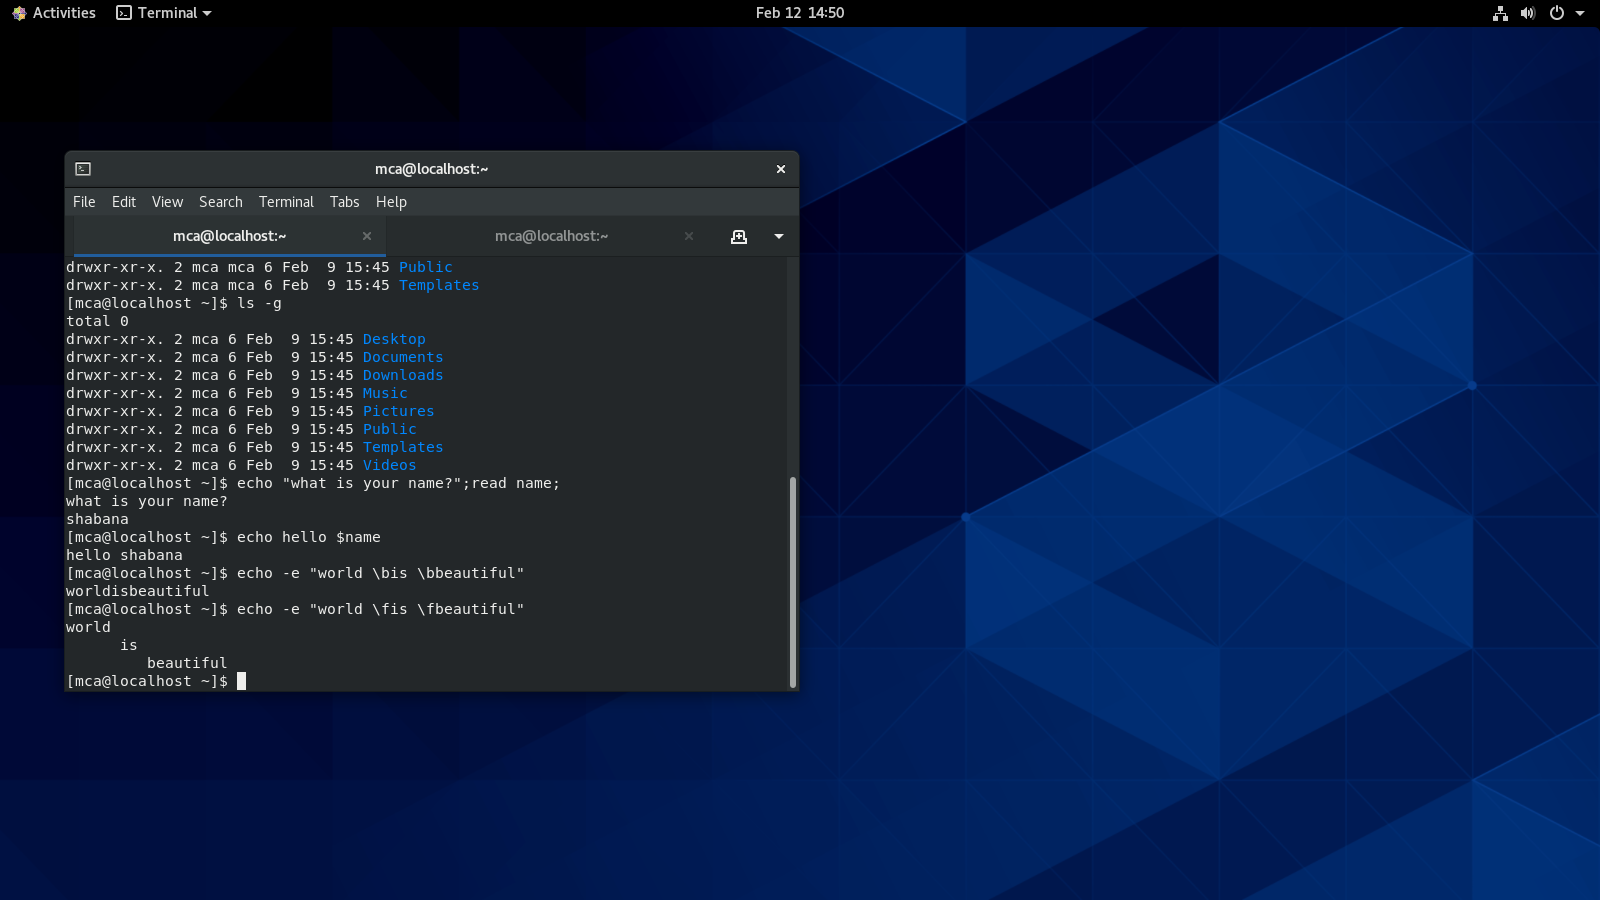 Activities Terminal Feb 12 14:50
mca@localhost:~
File Edit View Search Terminal Tabs Help
mca@localhost:~ mca@localhost:~
drwxr-xr-x. 2 mca mca 6 Feb  9 15:45 Public
drwxr-xr-x. 2 mca mca 6 Feb  9 15:45 Templates
[mca@localhost ~]$ ls -g
total 0
drwxr-xr-x. 2 mca 6 Feb  9 15:45 Desktop
drwxr-xr-x. 2 mca 6 Feb  9 15:45 Documents
drwxr-xr-x. 2 mca 6 Feb  9 15:45 Downloads
drwxr-xr-x. 2 mca 6 Feb  9 15:45 Music
drwxr-xr-x. 2 mca 6 Feb  9 15:45 Pictures
drwxr-xr-x. 2 mca 6 Feb  9 15:45 Public
drwxr-xr-x. 2 mca 6 Feb  9 15:45 Templates
drwxr-xr-x. 2 mca 6 Feb  9 15:45 Videos
[mca@localhost ~]$ echo "what is your name?";read name;
what is your name?
shabana
[mca@localhost ~]$ echo hello $name
hello shabana
[mca@localhost ~]$ echo -e "world \bis \bbeautiful"
worldisbeautiful
[mca@localhost ~]$ echo -e "world \fis \fbeautiful"
world
      is
         beautiful
[mca@localhost ~]$